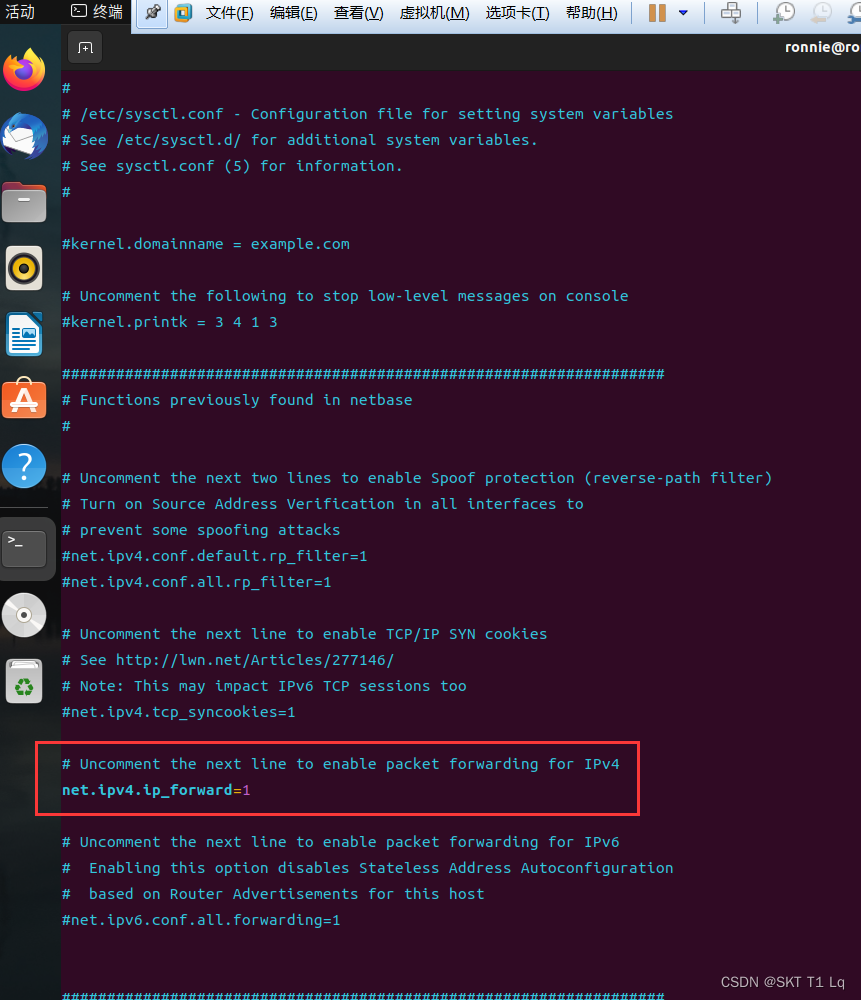 活动 终端 文件(F) 编辑(E) 查看(V) 虚拟机(M) 选项卡(T) 帮助(H)
ronnie@ro
#
# /etc/sysctl.conf - Configuration file for setting system variables
# See /etc/sysctl.d/ for additional system variables.
# See sysctl.conf (5) for information.
#
#kernel.domainname = example.com
# Uncomment the following to stop low-level messages on console
#kernel.printk = 3 4 1 3
###################################################################
# Functions previously found in netbase
#
# Uncomment the next two lines to enable Spoof protection (reverse-path filter)
# Turn on Source Address Verification in all interfaces to
# prevent some spoofing attacks
#net.ipv4.conf.default.rp_filter=1
#net.ipv4.conf.all.rp_filter=1
# Uncomment the next line to enable TCP/IP SYN cookies
# See http://lwn.net/Articles/277146/
# Note: This may impact IPv6 TCP sessions too
#net.ipv4.tcp_syncookies=1
# Uncomment the next line to enable packet forwarding for IPv4
net.ipv4.ip_forward=1
# Uncomment the next line to enable packet forwarding for IPv6
#  Enabling this option disables Stateless Address Autoconfiguration
#  based on Router Advertisements for this host
#net.ipv6.conf.all.forwarding=1
###################################################################
CSDN @SKT T1 Lq